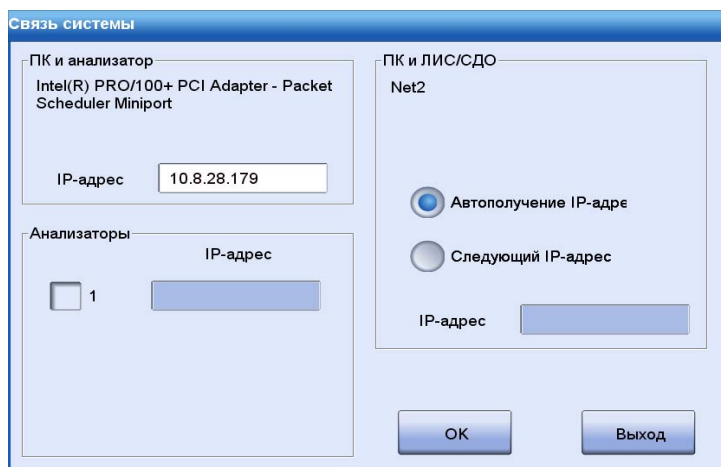 Связь системы
ПК и анализатор
Intel(R) PRO/100+ PCI Adapter - Packet
Scheduler Miniport
IP-адрес 10.8.28.179
Анализаторы
IP-адрес
1
ПК и ЛИС/СДО
Net2
Автополучение IP-адре
Следующий IP-адрес
IP-адрес
OK
Выход